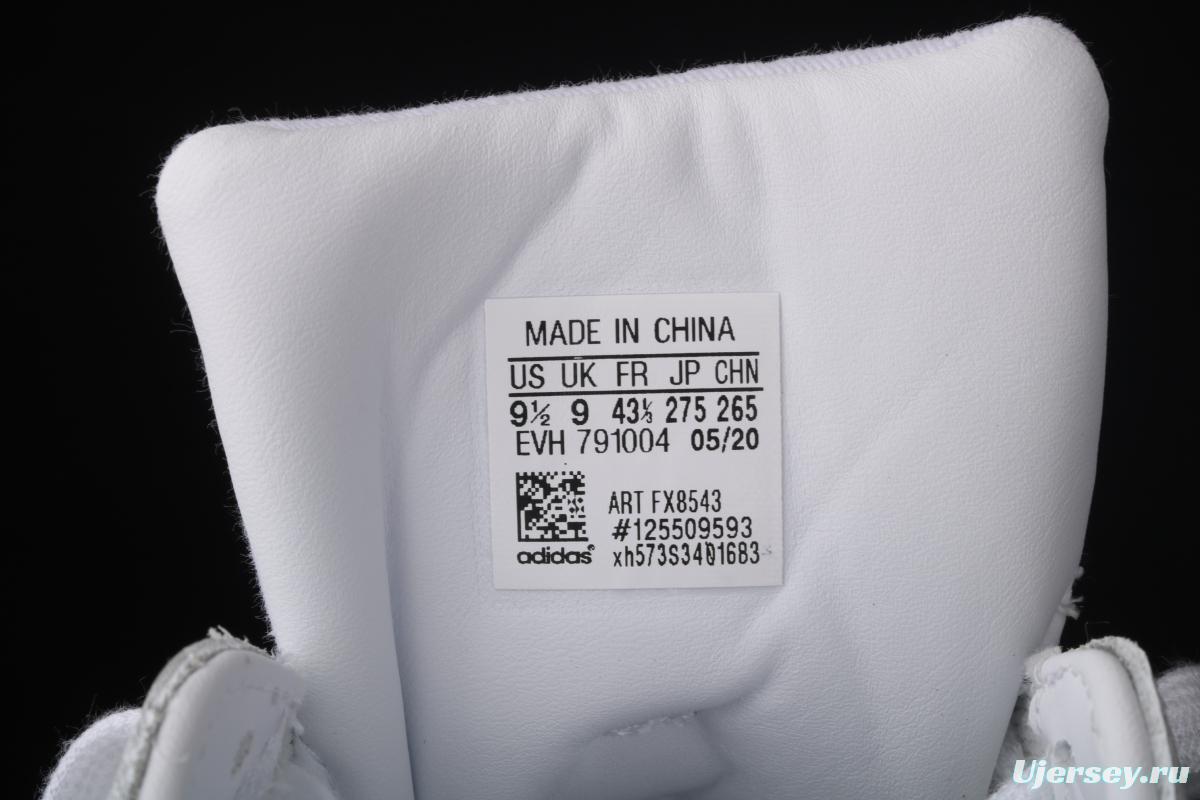 MADE IN CHINA
US UK FR JP CHN
9½ 9 43⅓ 275 265
EVH 791004 05/20
ART FX8543
#125509593
adidas® xh573S3401683
Ujersey.ru